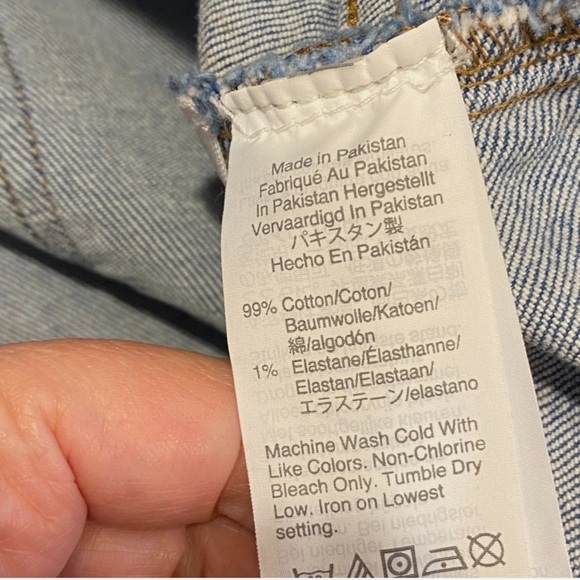 Made in Pakistan
Fabriqué Au Pakistan
In Pakistan Hergestellt
Vervaardigd In Pakistan
パキスタン製
Hecho En Pakistán
99% Cotton/Coton/
Baumwolle/Katoen/
綿/algodón
1% Elastane/Élasthanne/
Elastan/Elastaan/
エラステーン/elastano
Machine Wash Cold With
Like Colors. Non-Chlorine
Bleach Only. Tumble Dry
Low. Iron on Lowest
setting.